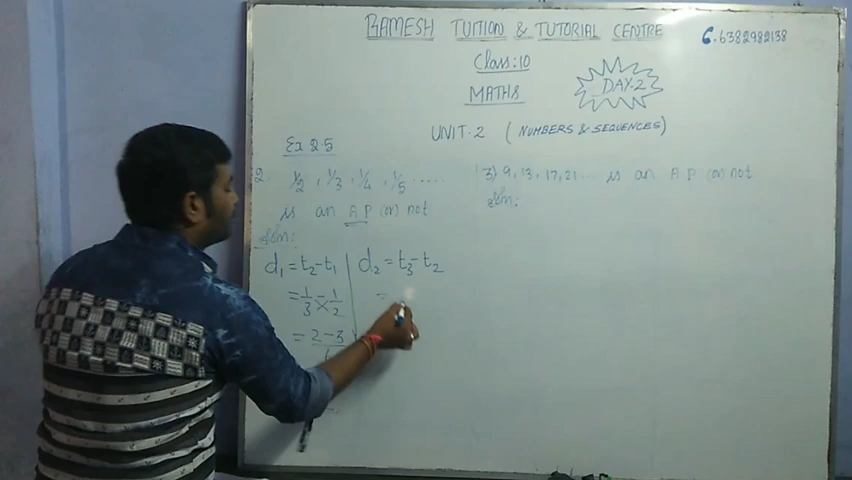 RAMESH TUITION & TUTORIAL CENTRE
C. 6382982138
Class:10
MATHS
DAY-2
UNIT-2 (NUMBERS & SEQUENCES)
Ex 2.5
2. 1/2, 1/3, 1/4, 1/5 .....
is an AP (or) not
Soln:
d₁ = t₂ - t₁
= 1/3 - 1/2
= 2-3
d₂ = t₃ - t₂
=
3) 9, 13, 17, 21... is an AP (or) not
Soln: